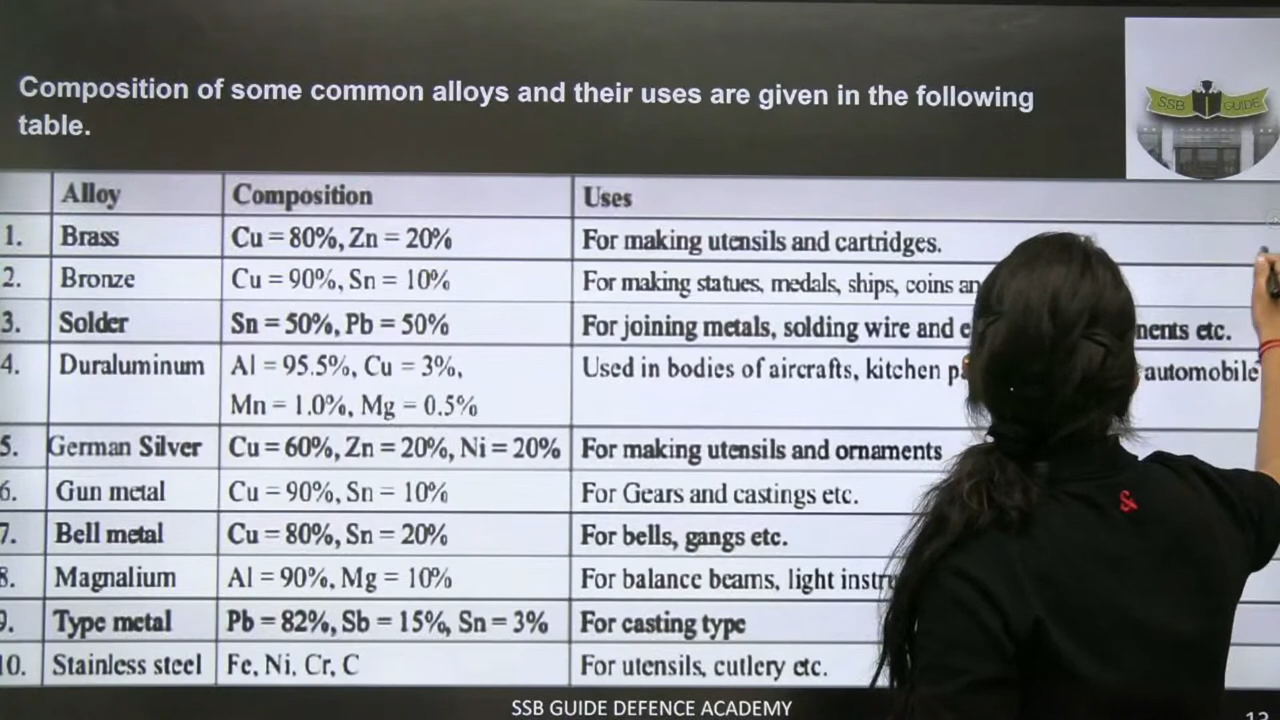 Composition of some common alloys and their uses are given in the following
table.
SSB GUIDE
Alloy Composition Uses
1. Brass Cu = 80%, Zn = 20% For making utensils and cartridges.
2. Bronze Cu = 90%, Sn = 10% For making statues, medals, ships, coins
3. Solder Sn = 50%, Pb = 50% For joining metals, solding wire and etc.
4. Duraluminum Al = 95.5%, Cu = 3%, Used in bodies of aircrafts, kitchen automobile
Mn = 1.0%, Mg = 0.5%
5. German Silver Cu = 60%, Zn = 20%, Ni = 20% For making utensils and ornaments
6. Gun metal Cu = 90%, Sn = 10% For Gears and castings etc.
7. Bell metal Cu = 80%, Sn = 20% For bells, gangs etc.
8. Magnalium Al = 90%, Mg = 10% For balance beams, light
9. Type metal Pb = 82%, Sb = 15%, Sn = 3% For casting type
10. Stainless steel Fe, Ni, Cr, C For utensils, cutlery etc.
&
SSB GUIDE DEFENCE ACADEMY